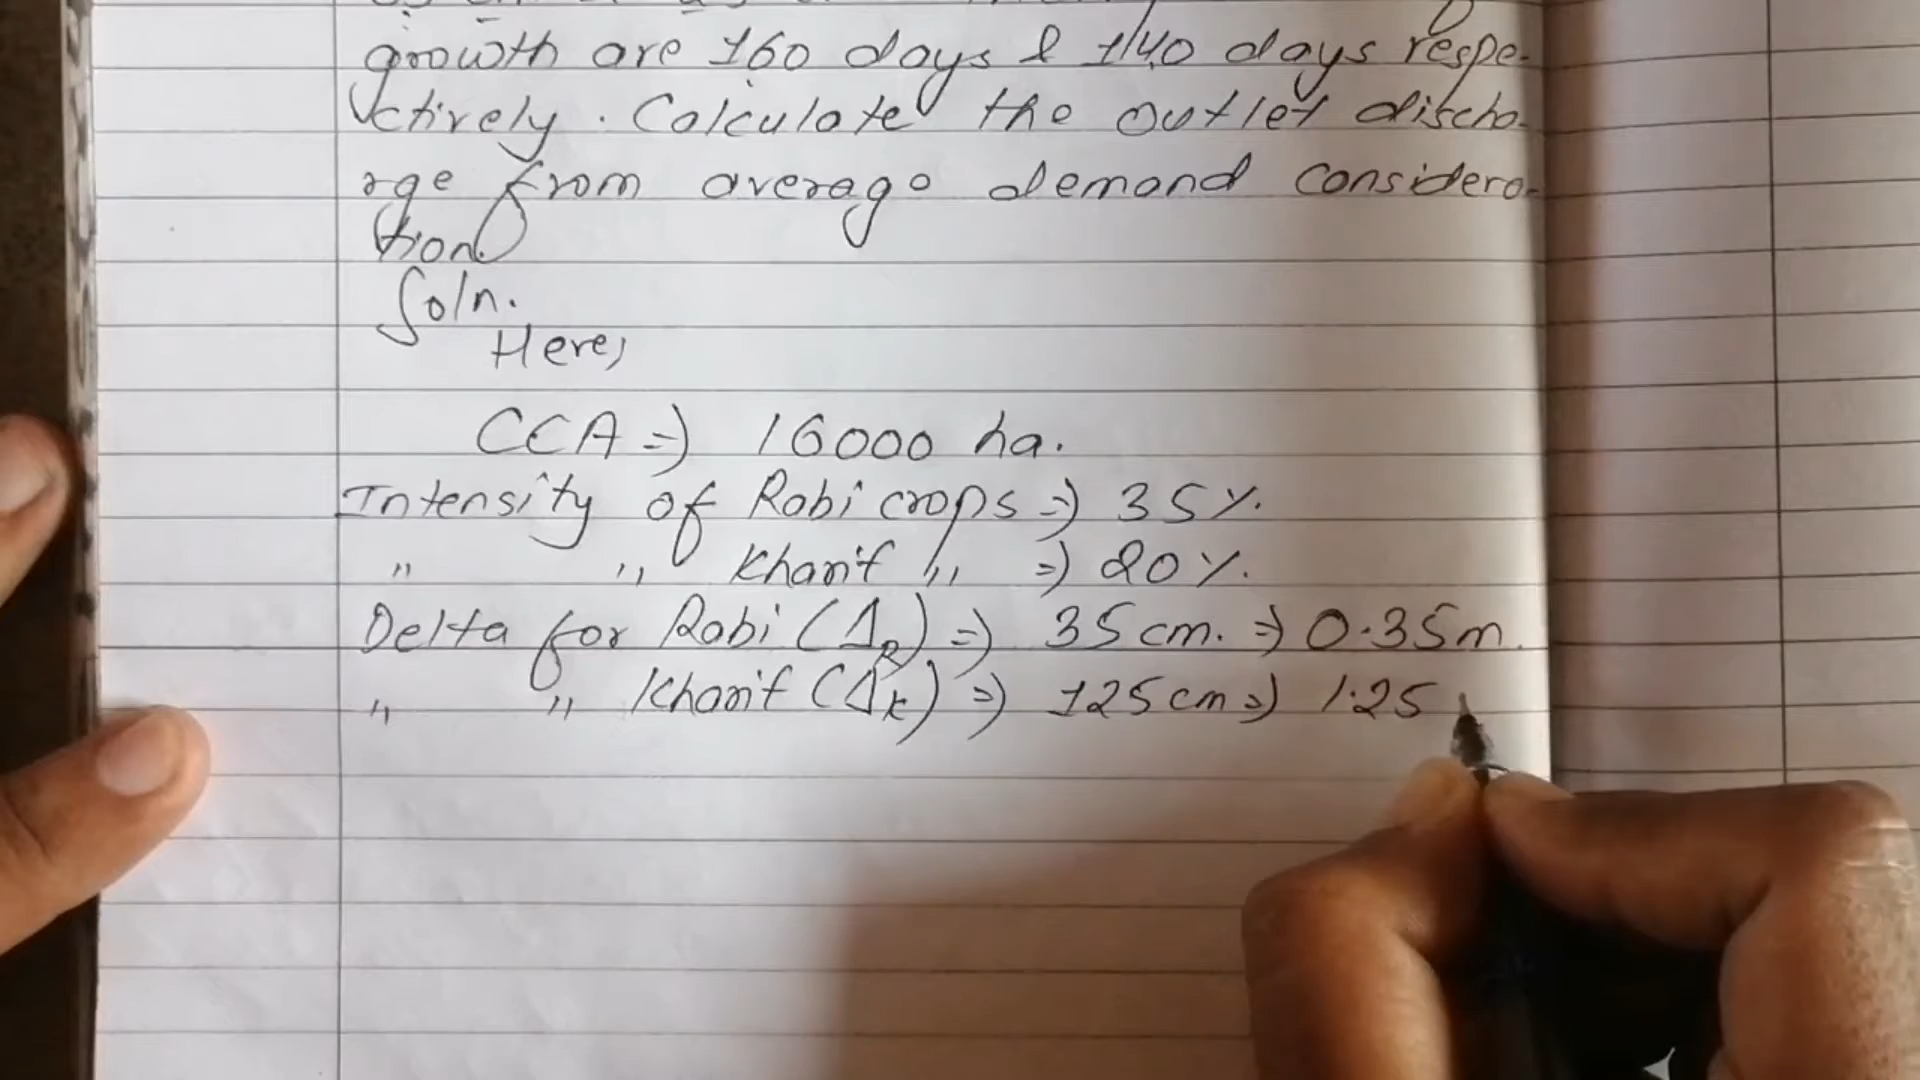 growth are 160 days & 140 days respe-
ctively. Calculate the outlet discha-
rge from average demand considera-
tion.
Soln.
Here,
CCA => 16000 ha.
Intensity of Rabi crops => 35%.
" " Kharif " => 20%.
Delta for Rabi (ΔR) => 35 cm. => 0.35m.
" " Kharif (Δk) => 125 cm => 1.25